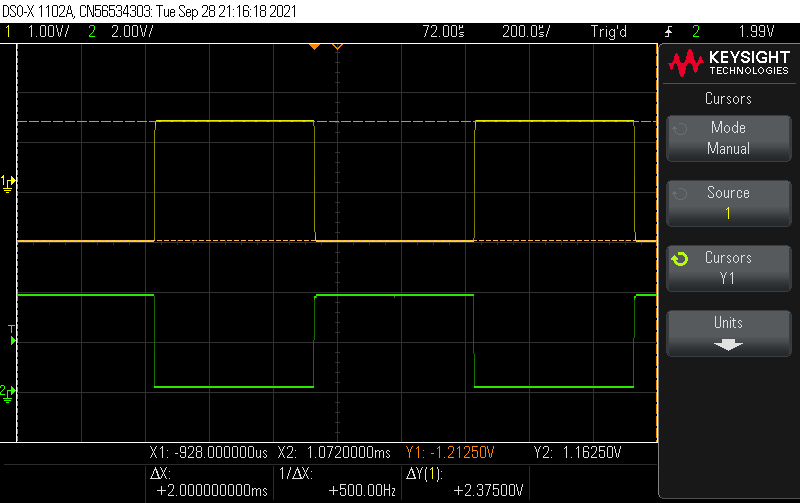 DSO-X 1102A, CN56534303: Tue Sep 28 21:16:18 2021
1 1.00V/ 2 2.00V/ 72.00s 200.0s/ Trig'd 2 1.99V
KEYSIGHT
TECHNOLOGIES
Cursors
Mode
Manual
Source
1
Cursors
Y1
Units
1
T
2
X1: -928.000000us X2: 1.0720000ms Y1: -1.21250V Y2: 1.16250V
ΔX: 1/ΔX: ΔY(1):
+2.000000000ms +500.00Hz +2.37500V